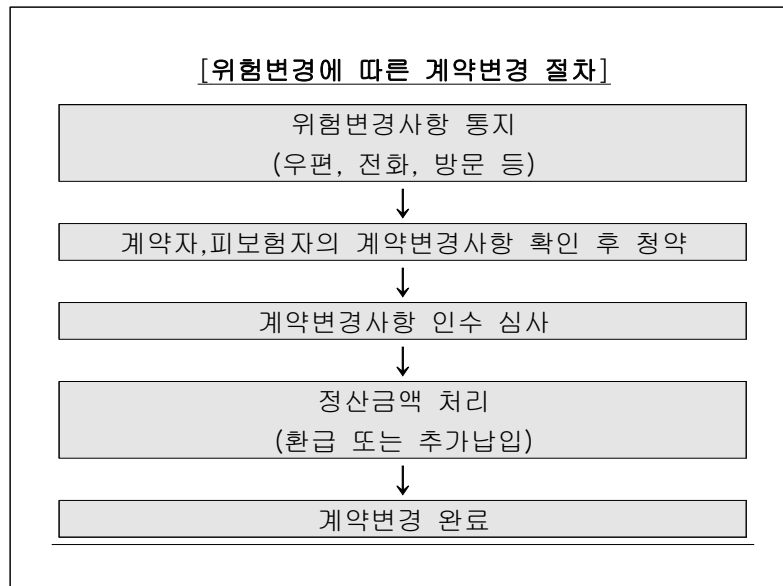 [위험변경에 따른 계약변경 절차]
위험변경사항 통지
(우편, 전화, 방문 등)
↓
계약자,피보험자의 계약변경사항 확인 후 청약
↓
계약변경사항 인수 심사
↓
정산금액 처리
(환급 또는 추가납입)
↓
계약변경 완료